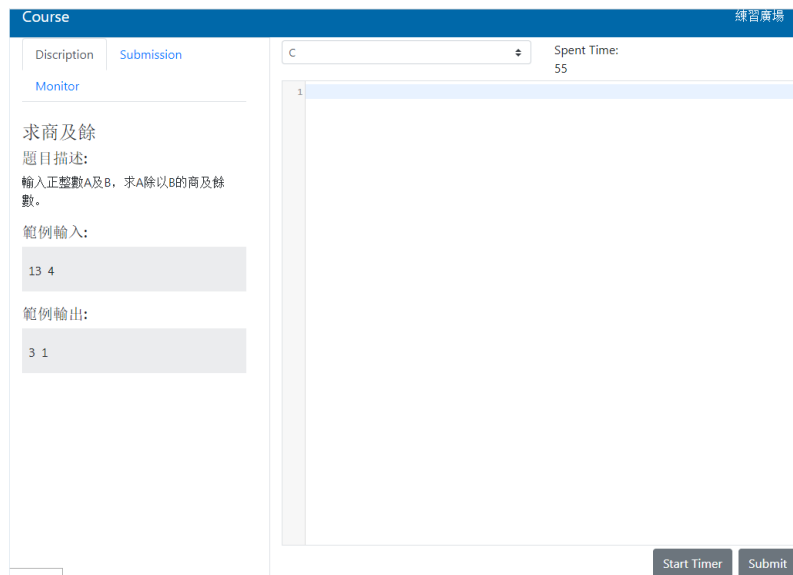 Course
練習廣場
Discription
Submission
Monitor
求商及餘
題目描述:
輸入正整數A及B，求A除以B的商及餘
數。
範例輸入:
13 4
範例輸出:
3 1
C
Spent Time:
55
1
Start Timer
Submit